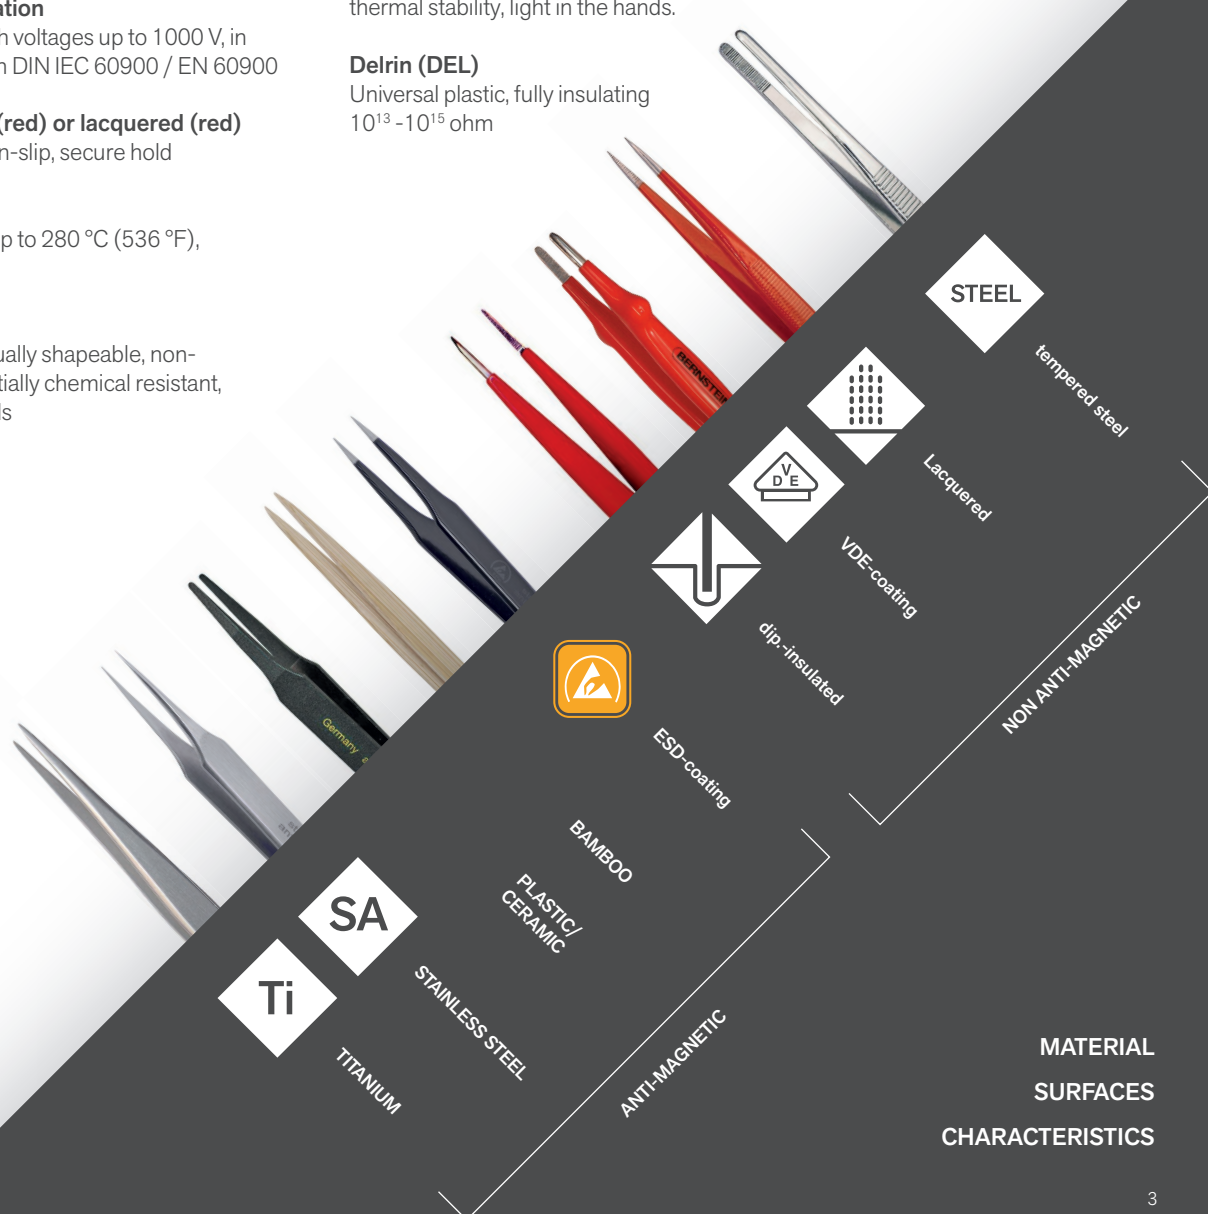 ation
h voltages up to 1000 V, in
n DIN IEC 60900 / EN 60900
(red) or lacquered (red)
n-slip, secure hold
p to 280 °C (536 °F),
ually shapeable, non-
tially chemical resistant,
ls
thermal stability, light in the hands.
Delrin (DEL)
Universal plastic, fully insulating
10¹³ -10¹⁵ ohm
BERNSTEIN
Germany
STEEL
tempered steel
Lacquered
V
D E
VDE-coating
dip.-insulated
NON ANTI-MAGNETIC
ESD-coating
BAMBOO
PLASTIC/
CERAMIC
SA
STAINLESS STEEL
Ti
TITANIUM
ANTI-MAGNETIC
MATERIAL
SURFACES
CHARACTERISTICS
3